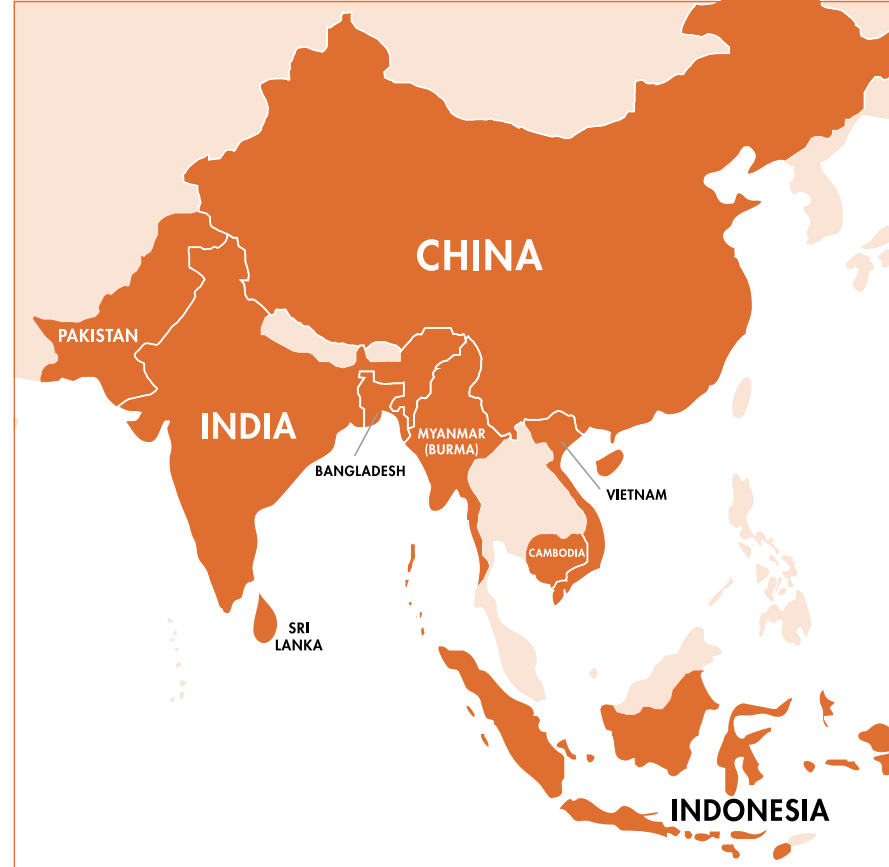 CHINA
PAKISTAN
INDIA
MYANMAR
(BURMA)
BANGLADESH
VIETNAM
CAMBODIA
SRI
LANKA
INDONESIA